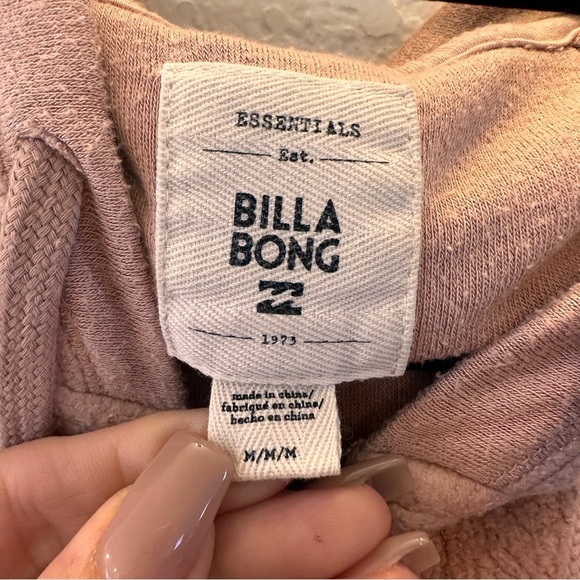 ESSENTIALS
Est.
BILLA
BONG
1973
made in china/
fabriqué en chine/
hecho en china
M/M/M